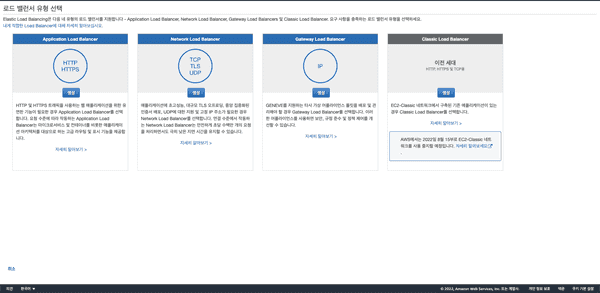 로드 밸런서 유형 선택
Elastic Load Balancing은 다음 네 유형의 로드 밸런서를 지원합니다 - Application Load Balancer, Network Load Balancer, Gateway Load Balancers 및 Classic Load Balancer. 요구 사항을 충족하는 로드 밸런서 유형을 선택하세요.
내게 적합한 Load Balancer에 대해 자세히 알아보십시오.
Application Load Balancer
HTTP
HTTPS
생성
HTTP 및 HTTPS 트래픽을 사용하는 웹 애플리케이션을 위한 유
연한 기능이 필요한 경우 Application Load Balancer를 선택합
니다. 요청 수준에 따라 작동하는 Application Load Balancer
는 마이크로서비스 및 컨테이너를 비롯한 애플리케이
션 아키텍처를 대상으로 하는 고급 라우팅 및 표시 기능을 제공합
니다.
자세히 알아보기 >
Network Load Balancer
TCP
TLS
UDP
생성
애플리케이션에 초고성능, 대규모 TLS 오프로딩, 중앙 집중화된
인증서 배포, UDP에 대한 지원 및 고정 IP 주소가 필요한 경우
Network Load Balancer를 선택합니다. 연결 수준에서 작동하
는 Network Load Balancer는 안전하게 초당 수백만 개의 요청
을 처리하면서도 극히 낮은 지연 시간을 유지할 수 있습니다.
자세히 알아보기 >
Gateway Load Balancer
IP
생성
GENEVE를 지원하는 타사 가상 어플라이언스 플릿을 배포 및 관
리해야 할 경우 Gateway Load Balancer를 선택합니다. 이러
한 어플라이언스를 사용하면 보안, 규정 준수 및 정책 제어를 개
선할 수 있습니다.
자세히 알아보기 >
Classic Load Balancer
이전 세대
HTTP, HTTPS 및 TCP용
생성
EC2-Classic 네트워크에서 구축된 기존 애플리케이션이 있는
경우 Classic Load Balancer를 선택합니다.
자세히 알아보기 >
AWS에서는 2022년 8월 15부로 EC2-Classic 네트
워크를 사용 중지할 예정입니다. 자세히 알아보세요
.
취소
의견
한국어
© 2022, Amazon Web Services, Inc. 또는 계열사.
개인 정보 보호
약관
쿠키 기본 설정